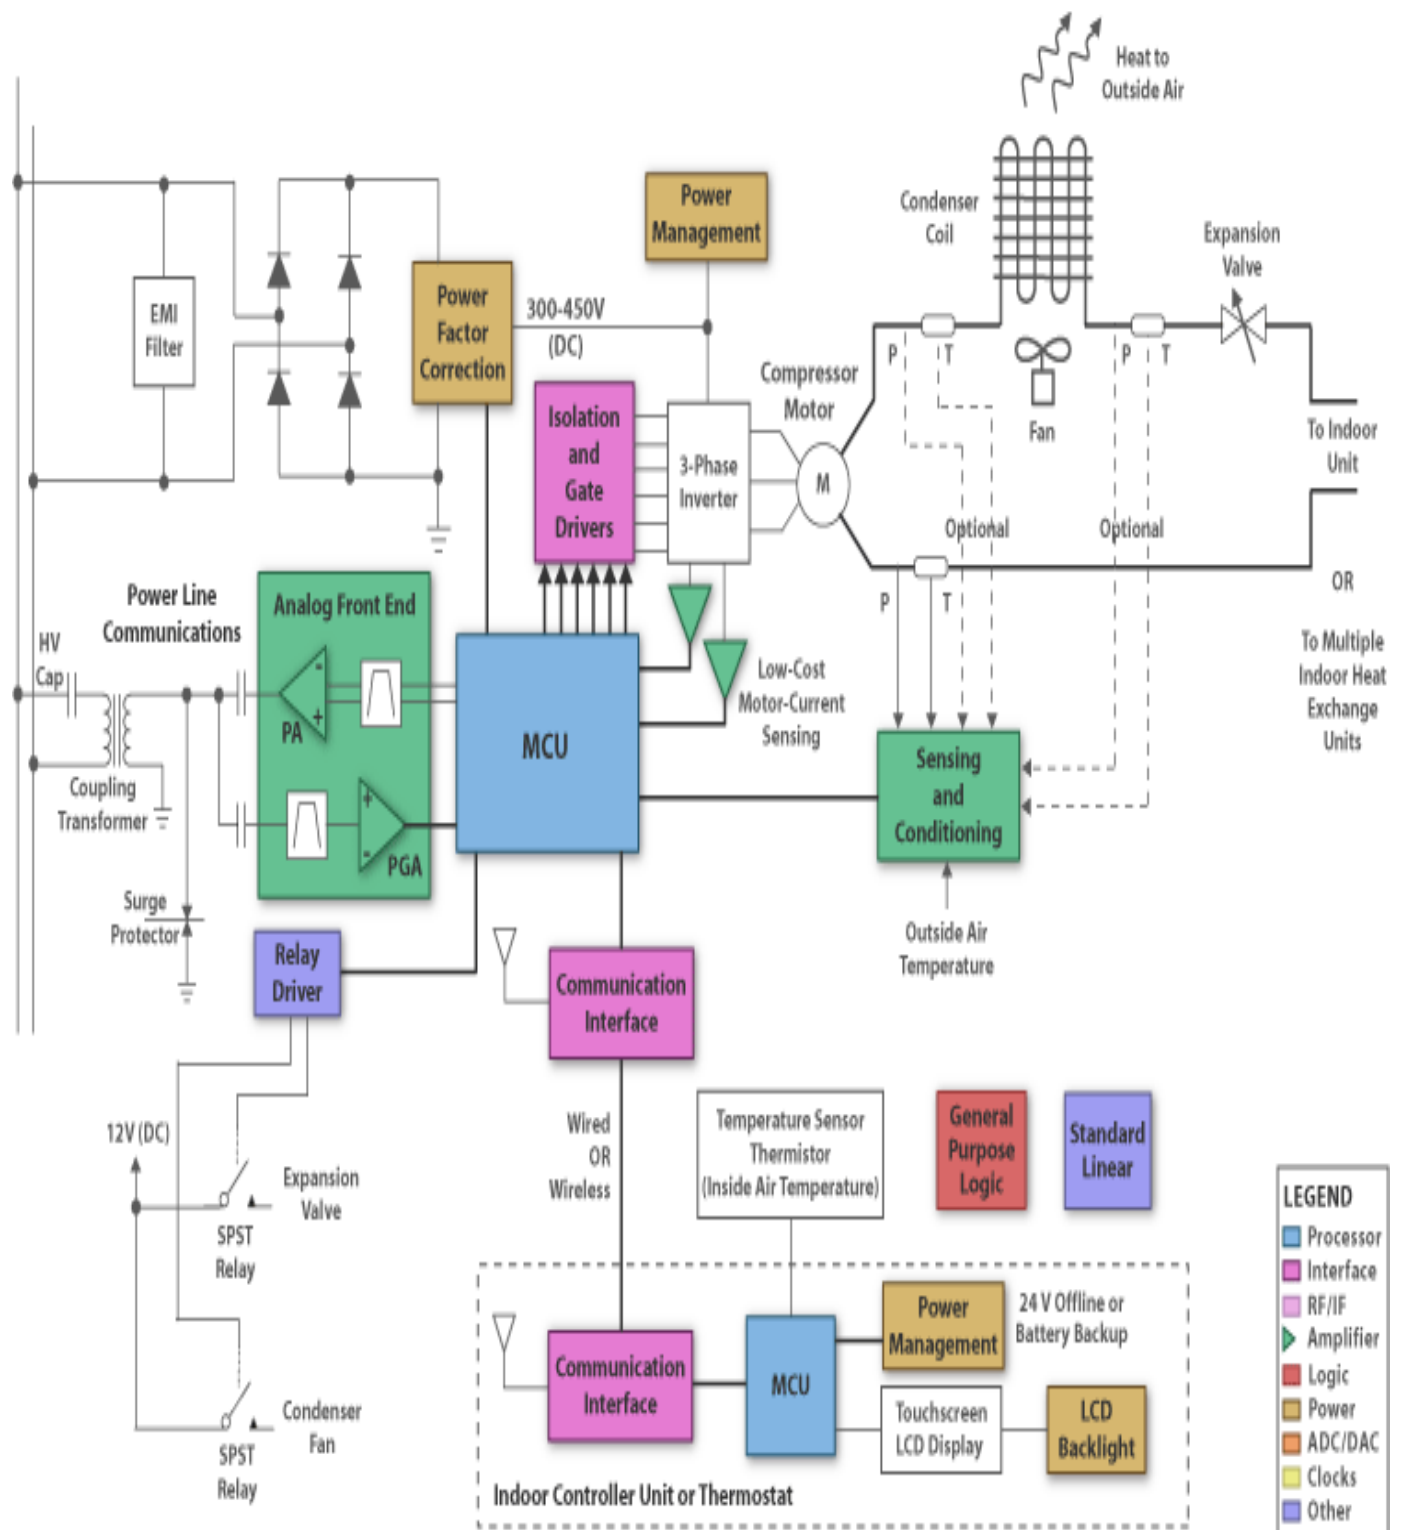 Heat to
Outside Air
Condenser
Coil
Expansion
Valve
Power
Management
EMI
Filter
Power
Factor
Correction
300-450V
(DC)
P
T
P
T
Fan
Compressor
Motor
Isolation
and
Gate
Drivers
3-Phase
Inverter
M
To Indoor
Unit
Optional
Optional
OR
P
T
To Multiple
Indoor Heat
Exchange
Units
Power Line
Communications
Analog Front End
HV
Cap
-
+
PA
MCU
Low-Cost
Motor-Current
Sensing
Coupling
Transformer
+
-
PGA
Sensing
and
Conditioning
Surge
Protector
Relay
Driver
Outside Air
Temperature
Communication
Interface
12V (DC)
Wired
OR
Wireless
Temperature Sensor
Thermistor
(Inside Air Temperature)
General
Purpose
Logic
Standard
Linear
Expansion
Valve
SPST
Relay
Condenser
Fan
SPST
Relay
Communication
Interface
MCU
Power
Management
24 V Offline or
Battery Backup
Touchscreen
LCD Display
LCD
Backlight
Indoor Controller Unit or Thermostat
LEGEND
Processor
Interface
RF/IF
Amplifier
Logic
Power
ADC/DAC
Clocks
Other